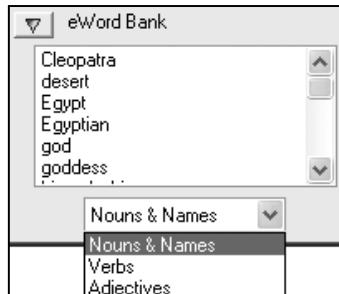 eWord Bank
Cleopatra
desert
Egypt
Egyptian
god
goddess
Nouns & Names
Nouns & Names
Verbs
Adjectives